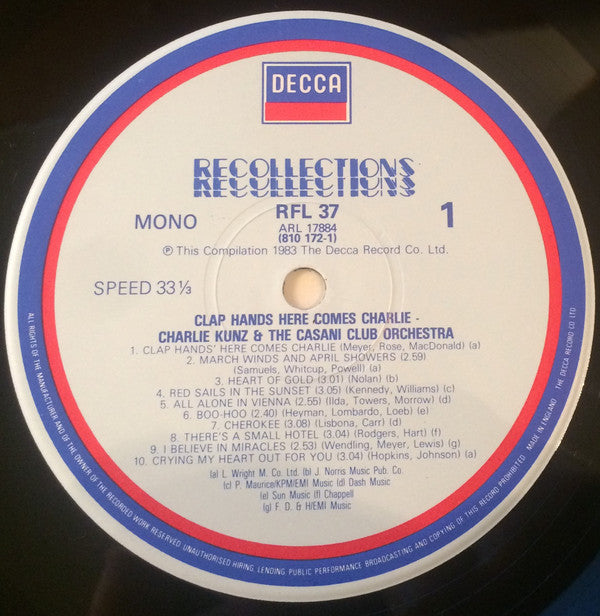 DECCA
RECOLLECTIONS
RECOLLECTIONS
MONO
RFL 37
1
ARL 17884
(810 172-1)
℗ This Compilation 1983 The Decca Record Co. Ltd.
SPEED 33⅓
CLAP HANDS HERE COMES CHARLIE -
CHARLIE KUNZ & THE CASANI CLUB ORCHESTRA
1. CLAP HANDS' HERE COMES CHARLIE (Meyer, Rose, MacDonald) (a)
2. MARCH WINDS AND APRIL SHOWERS (2.59)
(Samuels, Whitcup, Powell) (a)
3. HEART OF GOLD (3.01) (Nolan) (b)
4. RED SAILS IN THE SUNSET (3.05) (Kennedy, Williams) (c)
5. ALL ALONE IN VIENNA (2.55) (Ilda, Towers, Morrow) (d)
6. BOO-HOO (2.40) (Heyman, Lombardo, Loeb) (e)
7. CHEROKEE (3.08) (Lisbona, Carr) (d)
8. THERE'S A SMALL HOTEL (3.04) (Rodgers, Hart) (f)
9. I BELIEVE IN MIRACLES (2.53) (Wendling, Meyer, Lewis) (g)
10. CRYING MY HEART OUT FOR YOU (3.04) (Hopkins, Johnson) (a)
(a) L. Wright M. Co. Ltd. (b) J. Norris Music Pub. Co.
(c) P. Maurice/KPM/EMI Music (d) Dash Music
(e) Sun Music (f) Chappell
(g) F. D. & H/EMI Music
ALL RIGHTS OF THE MANUFACTURER AND OF THE OWNER OF THE RECORDED WORK RESERVED. UNAUTHORISED HIRING, LENDING, PUBLIC PERFORMANCE, BROADCASTING AND COPYING OF THIS RECORD PROHIBITED. MADE IN ENGLAND. THE DECCA RECORD CO LTD